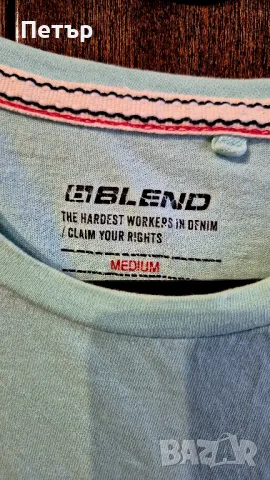 Петър
BLEND
THE HARDEST WORKERS IN DENIM
/ CLAIM YOUR RIGHTS
MEDIUM
BAZAR